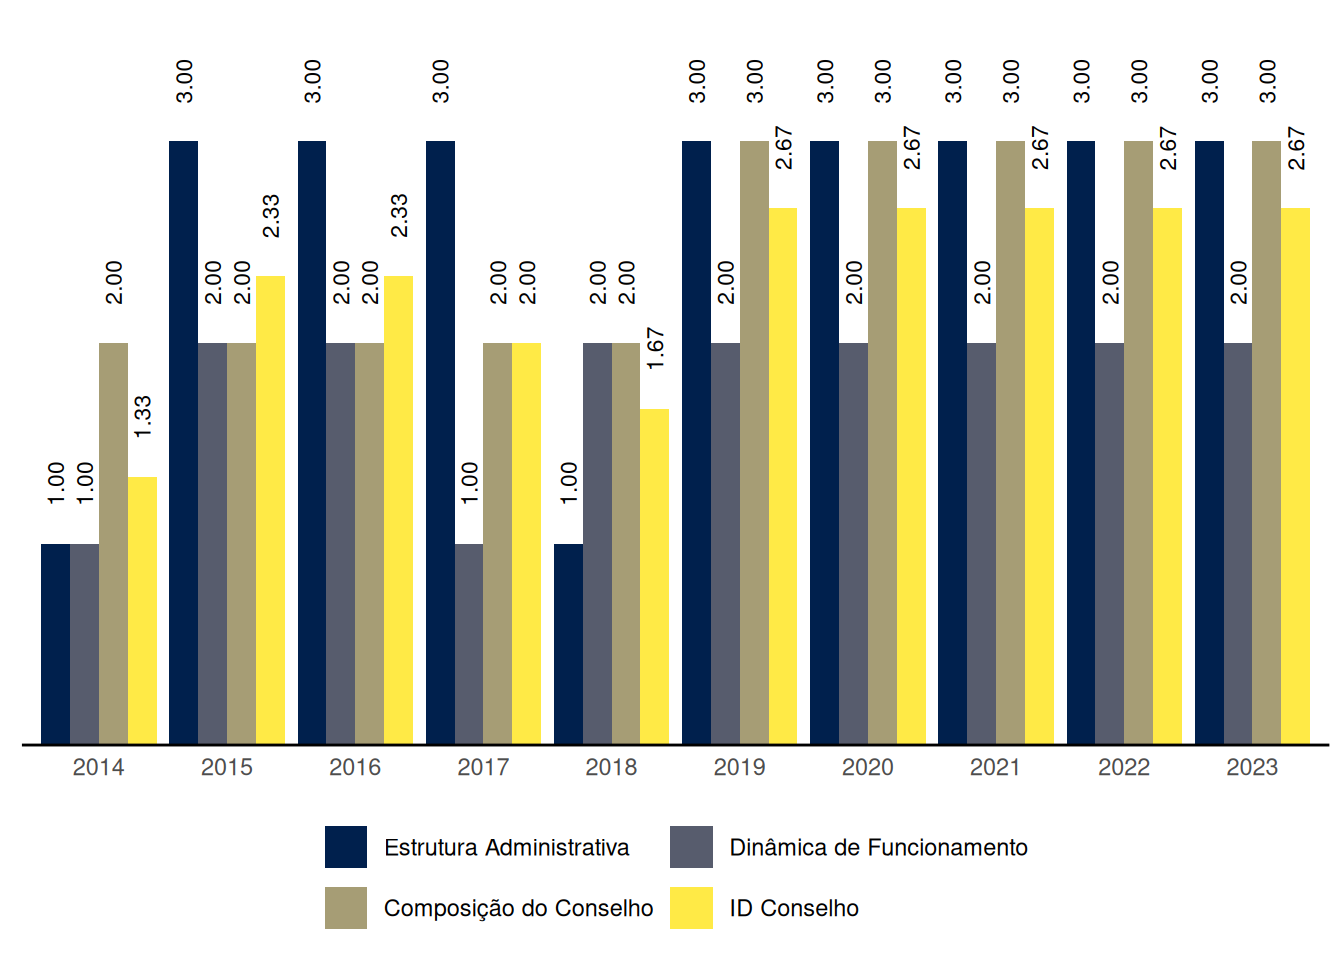 3.00 3.00 3.00 3.00 3.00 3.00 3.00 3.00 3.00 3.00 3.00 3.00 3.00
2.67 2.67 2.67 2.67 2.67
2.33 2.33
2.00 2.00 2.00 2.00 2.00 2.00 2.00 2.00 2.00 2.00 2.00 2.00 2.00 2.00
1.67
1.33
1.00 1.00 1.00 1.00
2014 2015 2016 2017 2018 2019 2020 2021 2022 2023
Estrutura Administrativa Dinâmica de Funcionamento
Composição do Conselho ID Conselho